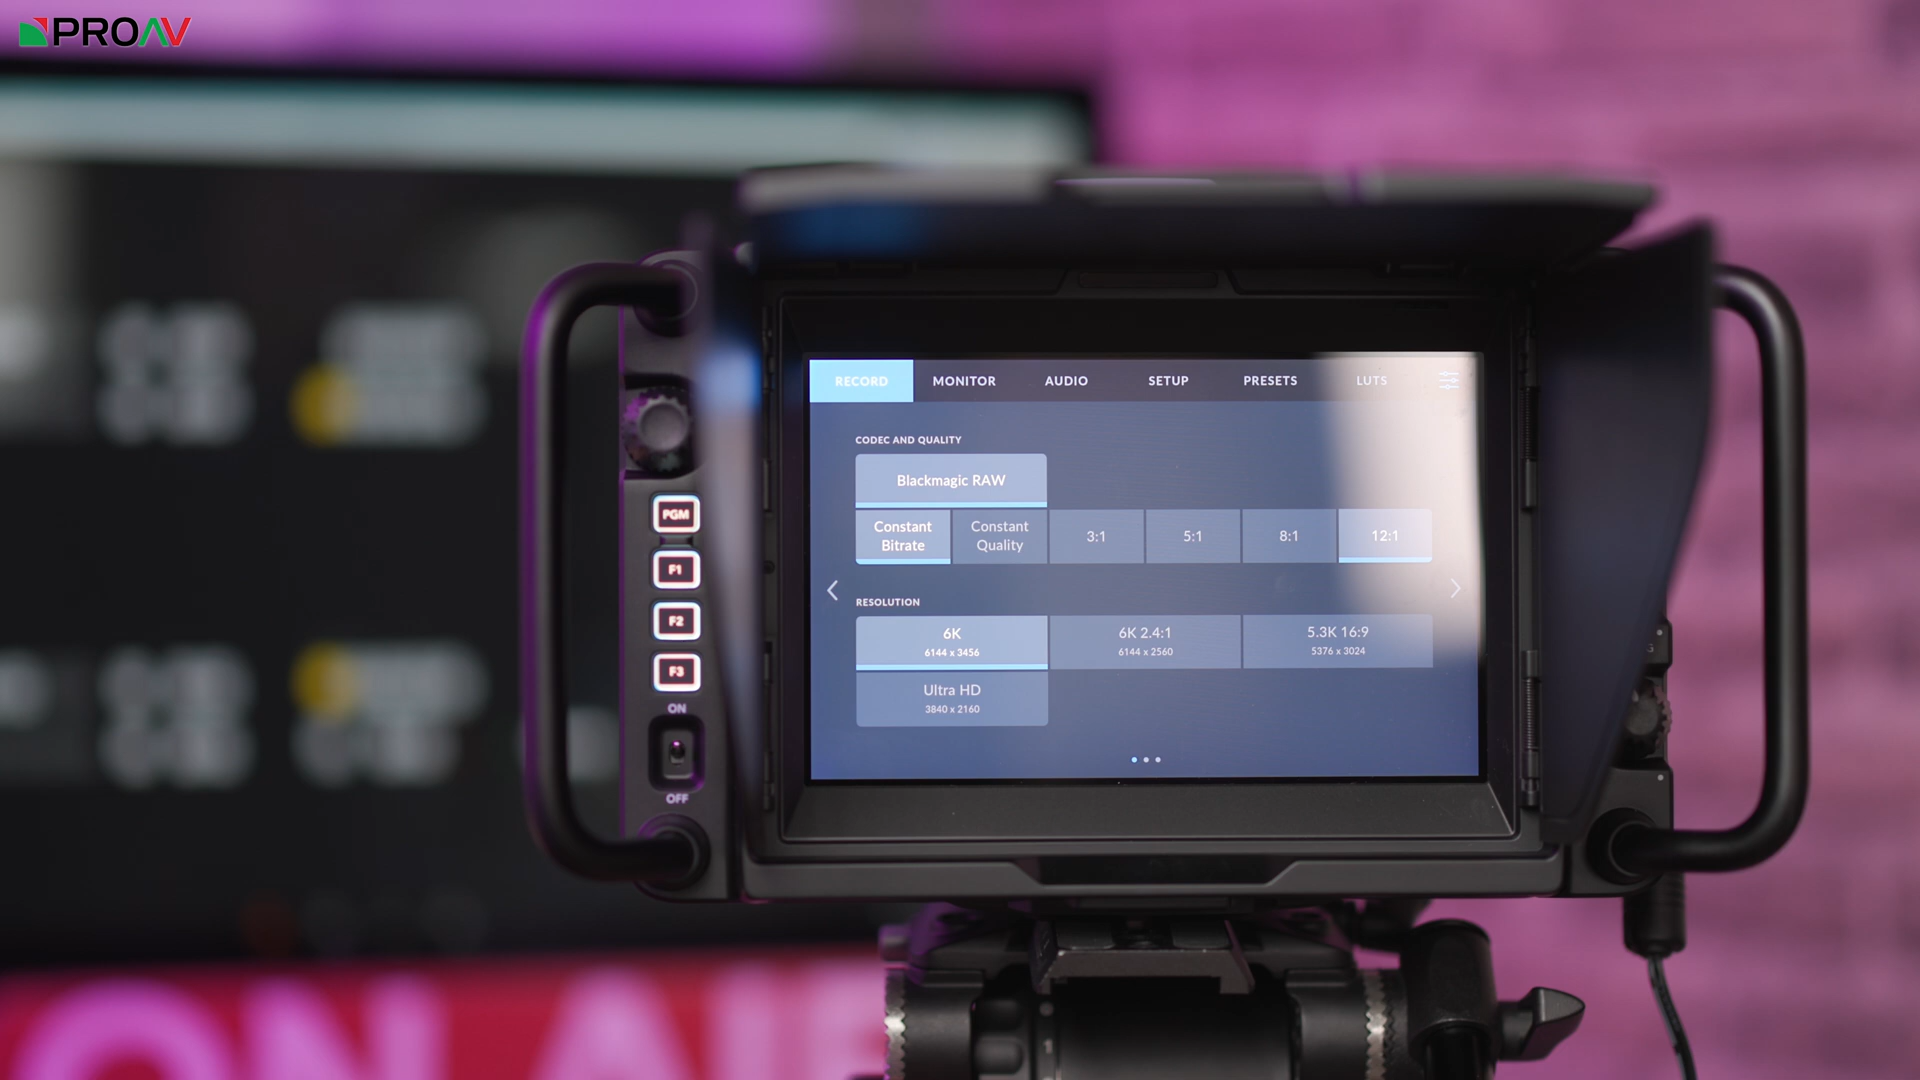 PROAV
RECORD MONITOR AUDIO SETUP PRESETS LUTS
CODEC AND QUALITY
Blackmagic RAW
Constant Bitrate
Constant Quality
3:1 5:1 8:1 12:1
RESOLUTION
6K
6144 x 3456
6K 2.4:1
6144 x 2560
5.3K 16:9
5376 x 3024
Ultra HD
3840 x 2160
PGM
F1
F2
F3
ON
OFF
ON AIR